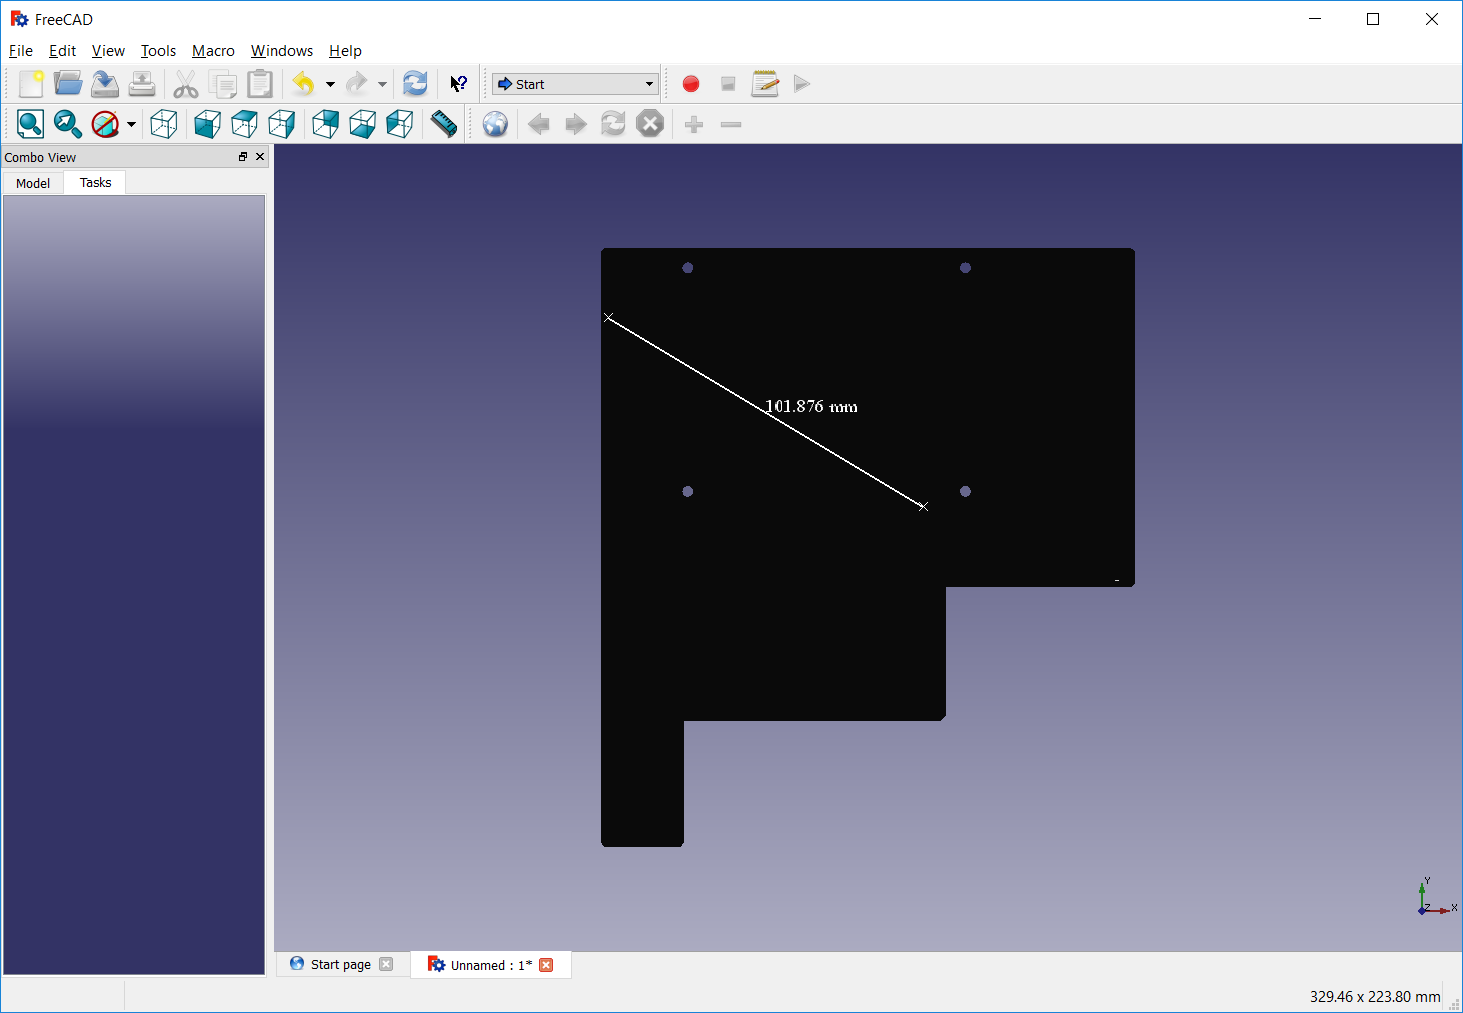 FreeCAD
File Edit View Tools Macro Windows Help
Start
Combo View
Model Tasks
101.876 mm
Y
Z X
Start page Unnamed : 1*
329.46 x 223.80 mm